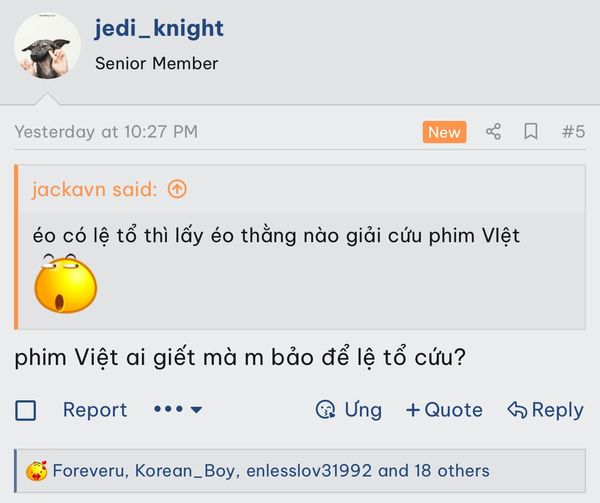 jedi_knight
Senior Member
Yesterday at 10:27 PM
New
#5
jackavn said:
éo có lệ tổ thì lấy éo thằng nào giải cứu phim VIệt
phim Việt ai giết mà m bảo để lệ tổ cứu?
Report
Ưng
+Quote
Reply
Foreveru, Korean_Boy, enlesslov31992 and 18 others